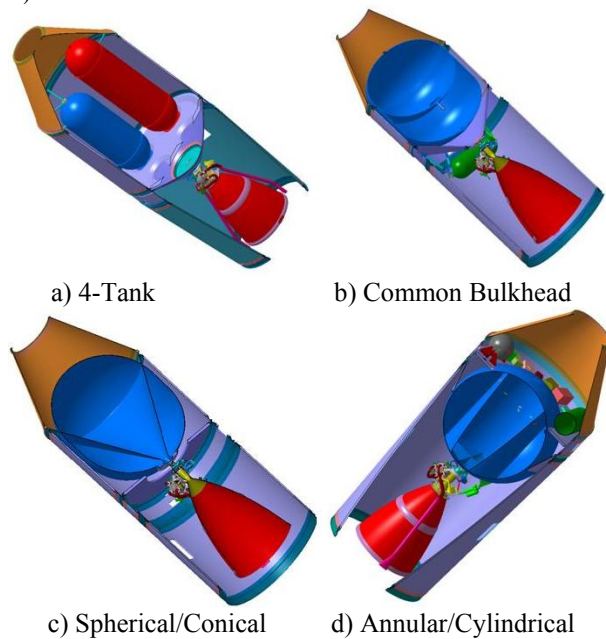 a) 4-Tank
b) Common Bulkhead
c) Spherical/Conical
d) Annular/Cylindrical